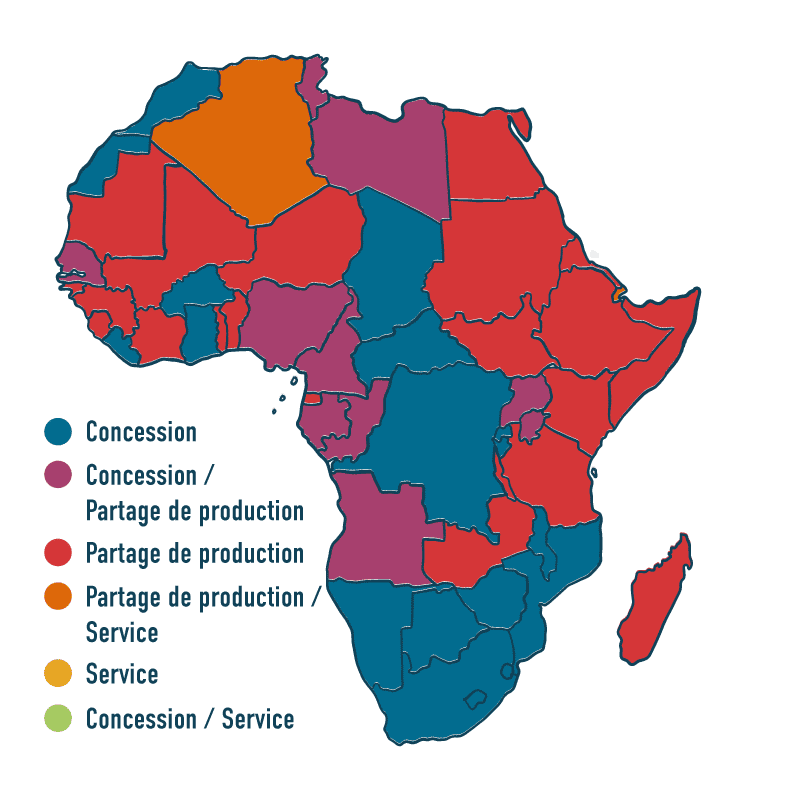 Concession
Concession /
Partage de production
Partage de production
Partage de production /
Service
Service
Concession / Service